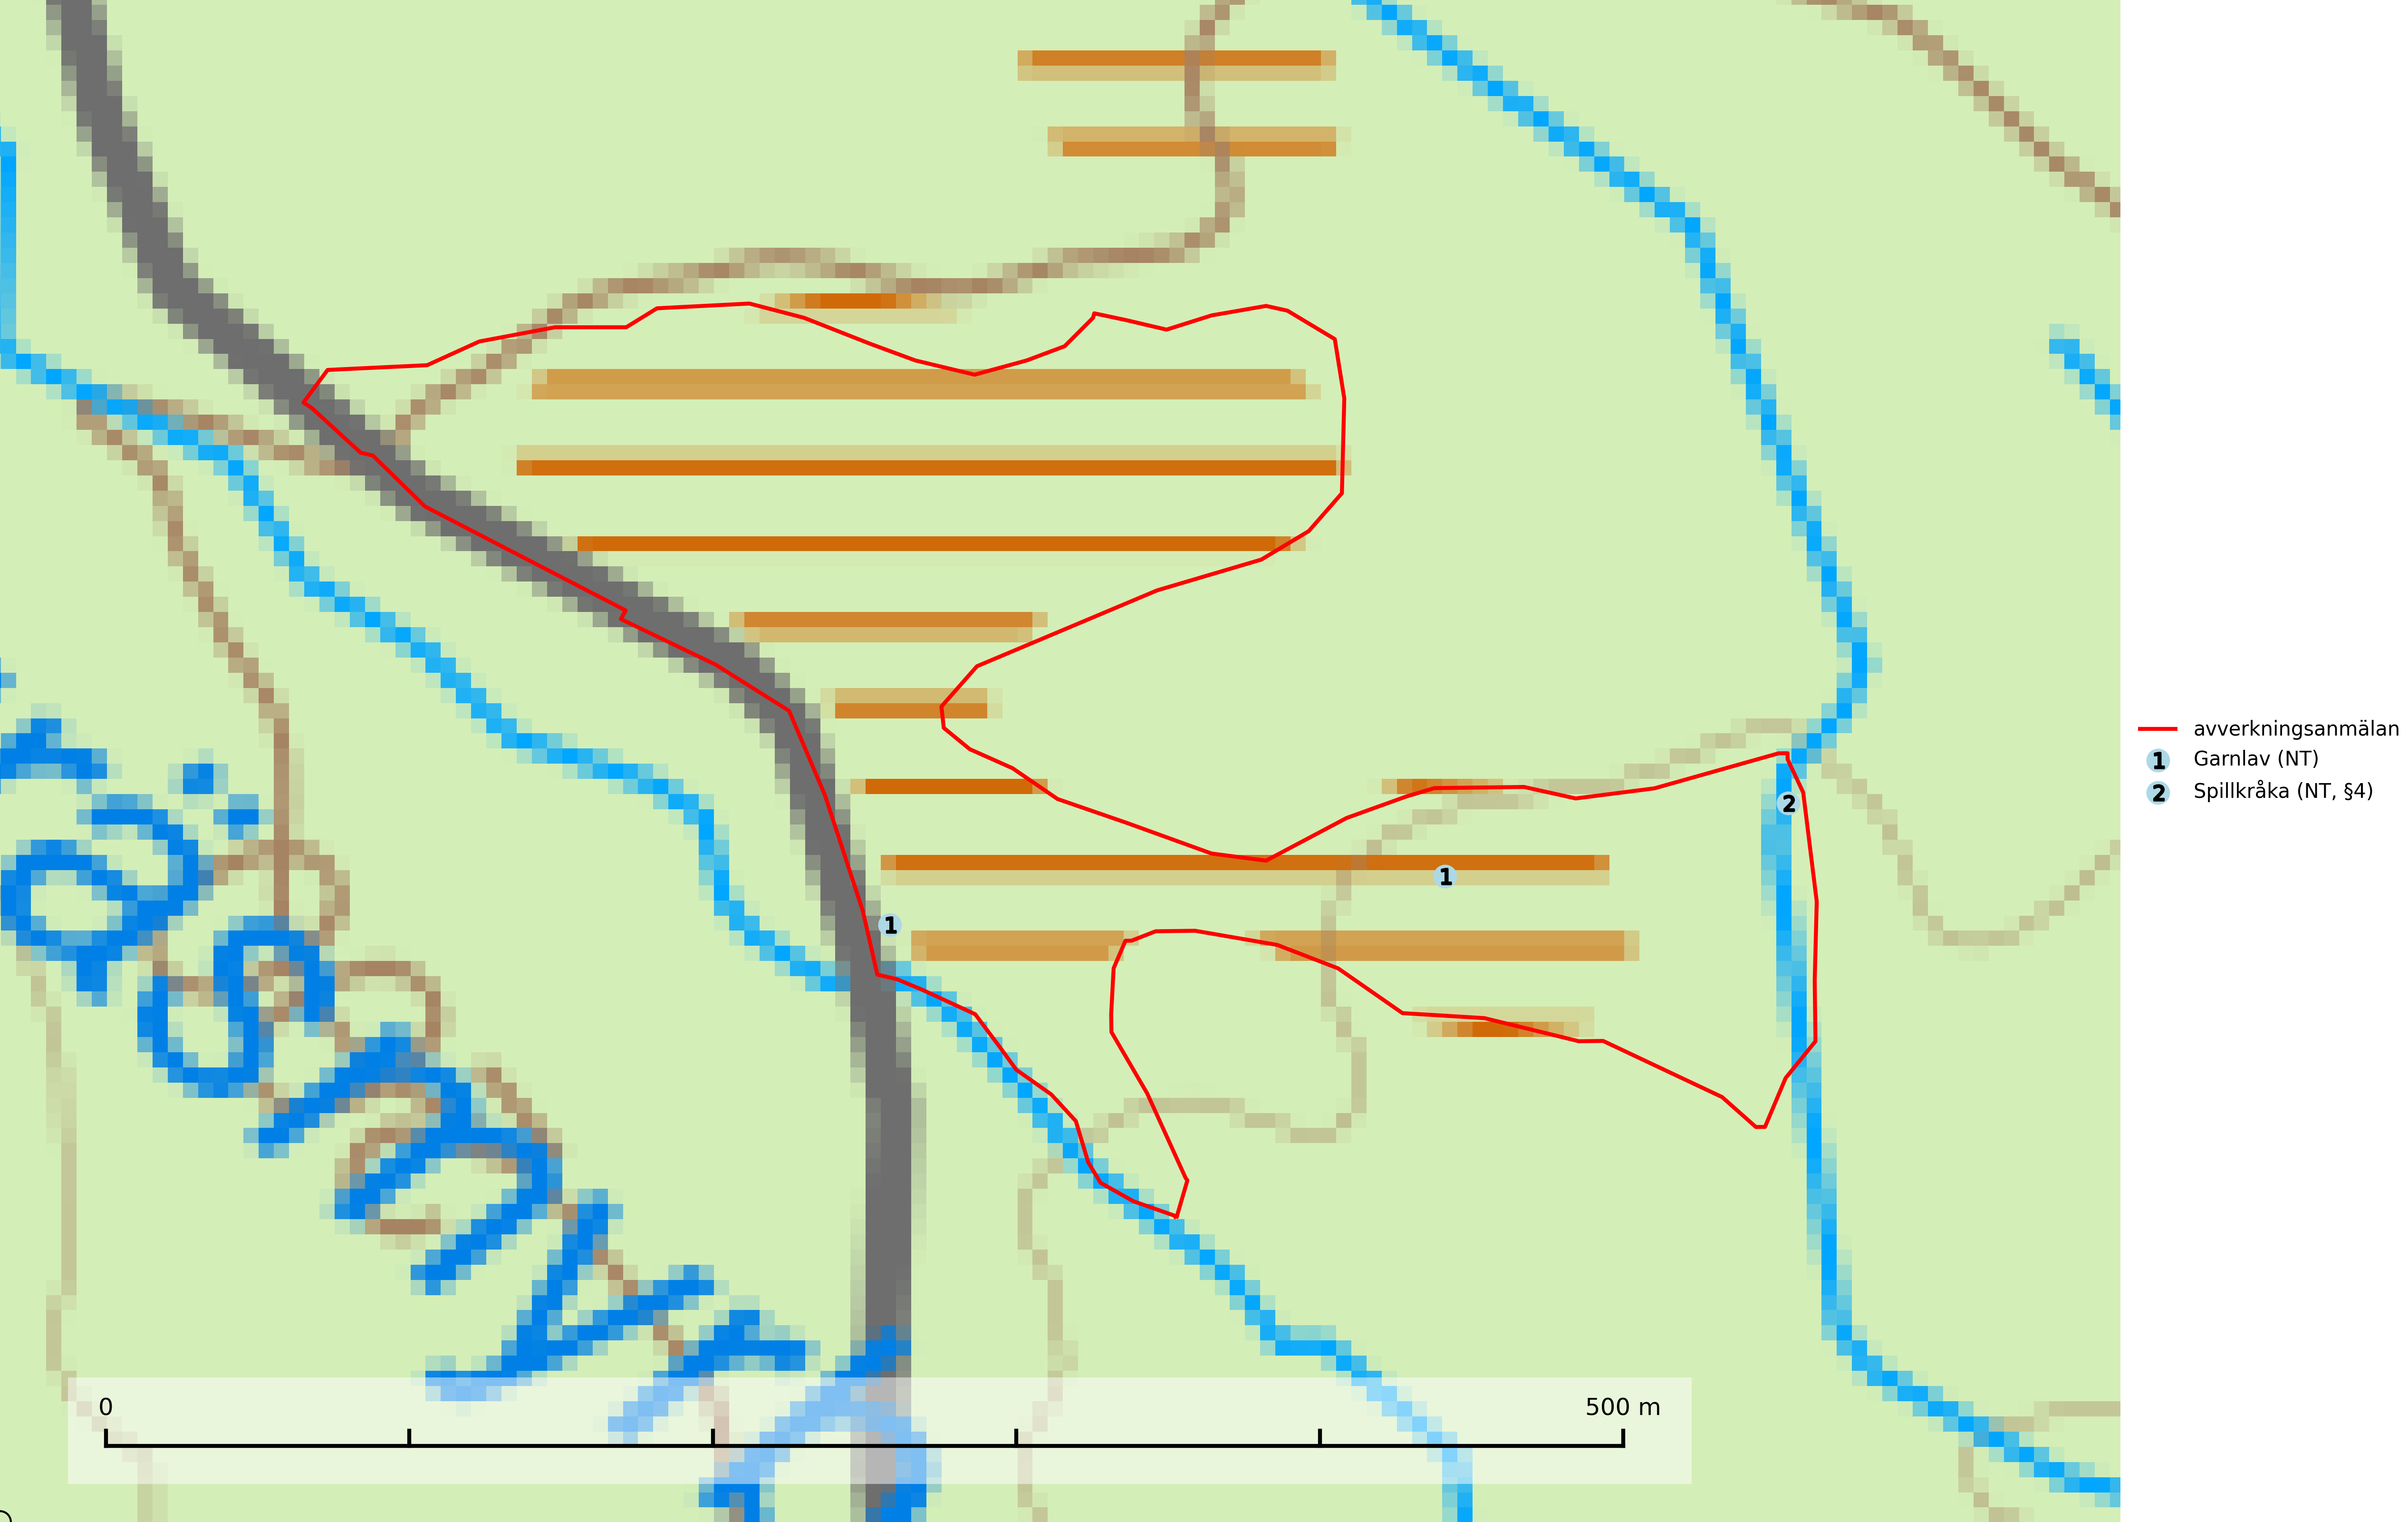 1
1
2
avverkningsanmälan
1 Garnlav (NT)
2 Spillkråka (NT, §4)
0 500 m